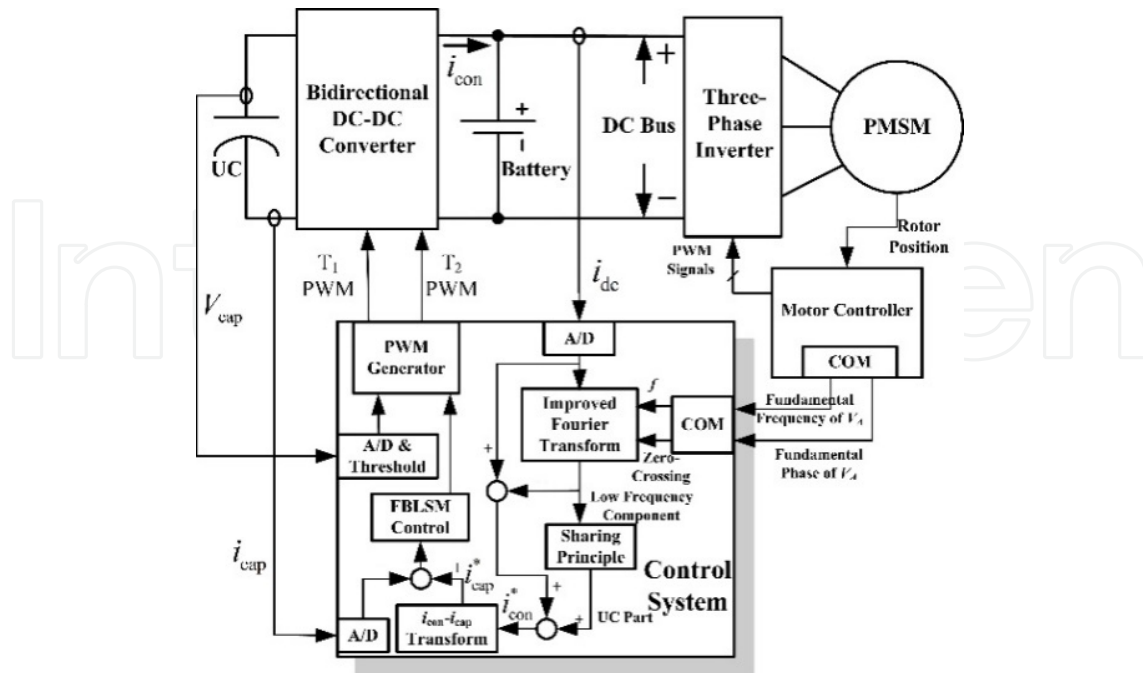 Bidirectional
DC-DC
Converter
i_con
+
Battery
UC
DC Bus
+
−
Three-
Phase
Inverter
PMSM
Rotor
Position
PWM
Signals
Motor Controller
COM
T₁
PWM
T₂
PWM
i_dc
V_cap
i_cap
PWM
Generator
A/D
Improved
Fourier
Transform
f
COM
Zero-
Crossing
Fundamental
Frequency of V_A
Fundamental
Phase of V_A
A/D &
Threshold
+
Low Frequency
Component
FBLSM
Control
Sharing
Principle
Control
System
i*_cap
i*_con
+
+
UC Part
A/D
i_con-i_cap
Transform